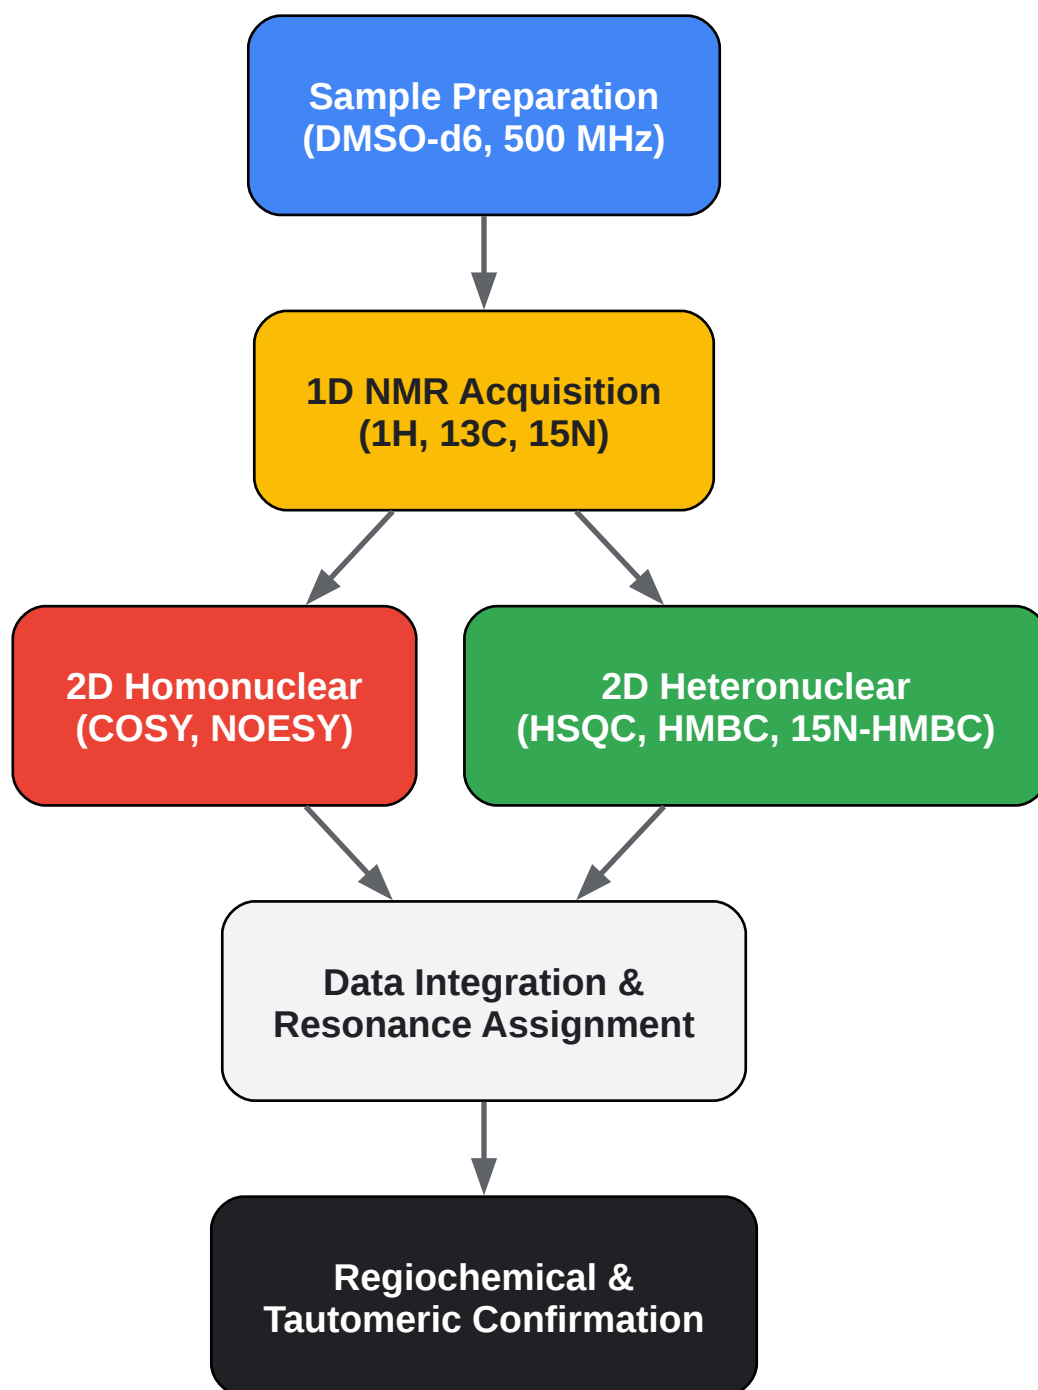 Sample Preparation
(DMSO-d6, 500 MHz)
1D NMR Acquisition
(1H, 13C, 15N)
2D Homonuclear
(COSY, NOESY)
2D Heteronuclear
(HSQC, HMBC, 15N-HMBC)
Data Integration &
Resonance Assignment
Regiochemical &
Tautomeric Confirmation